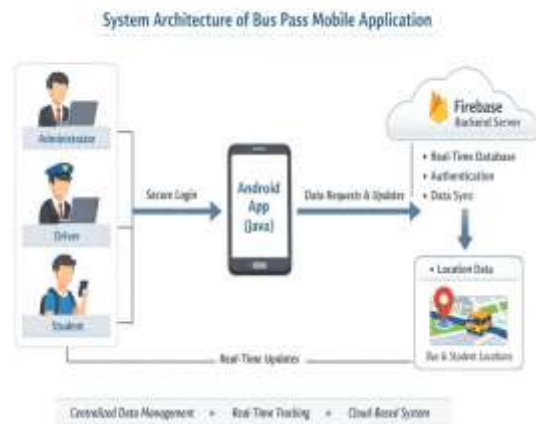 System Architecture of Bus Pass Mobile Application
Administrator
Driver
Student
Secure Login
Android
App
(Java)
Data Requests & Updates
Firebase
Backend Server
• Real-Time Database
• Authentication
• Data Sync
• Location Data
Bus & Student Locations
Real-Time Updates
Centralized Data Management • Real-Time Tracking • Cloud-Based System